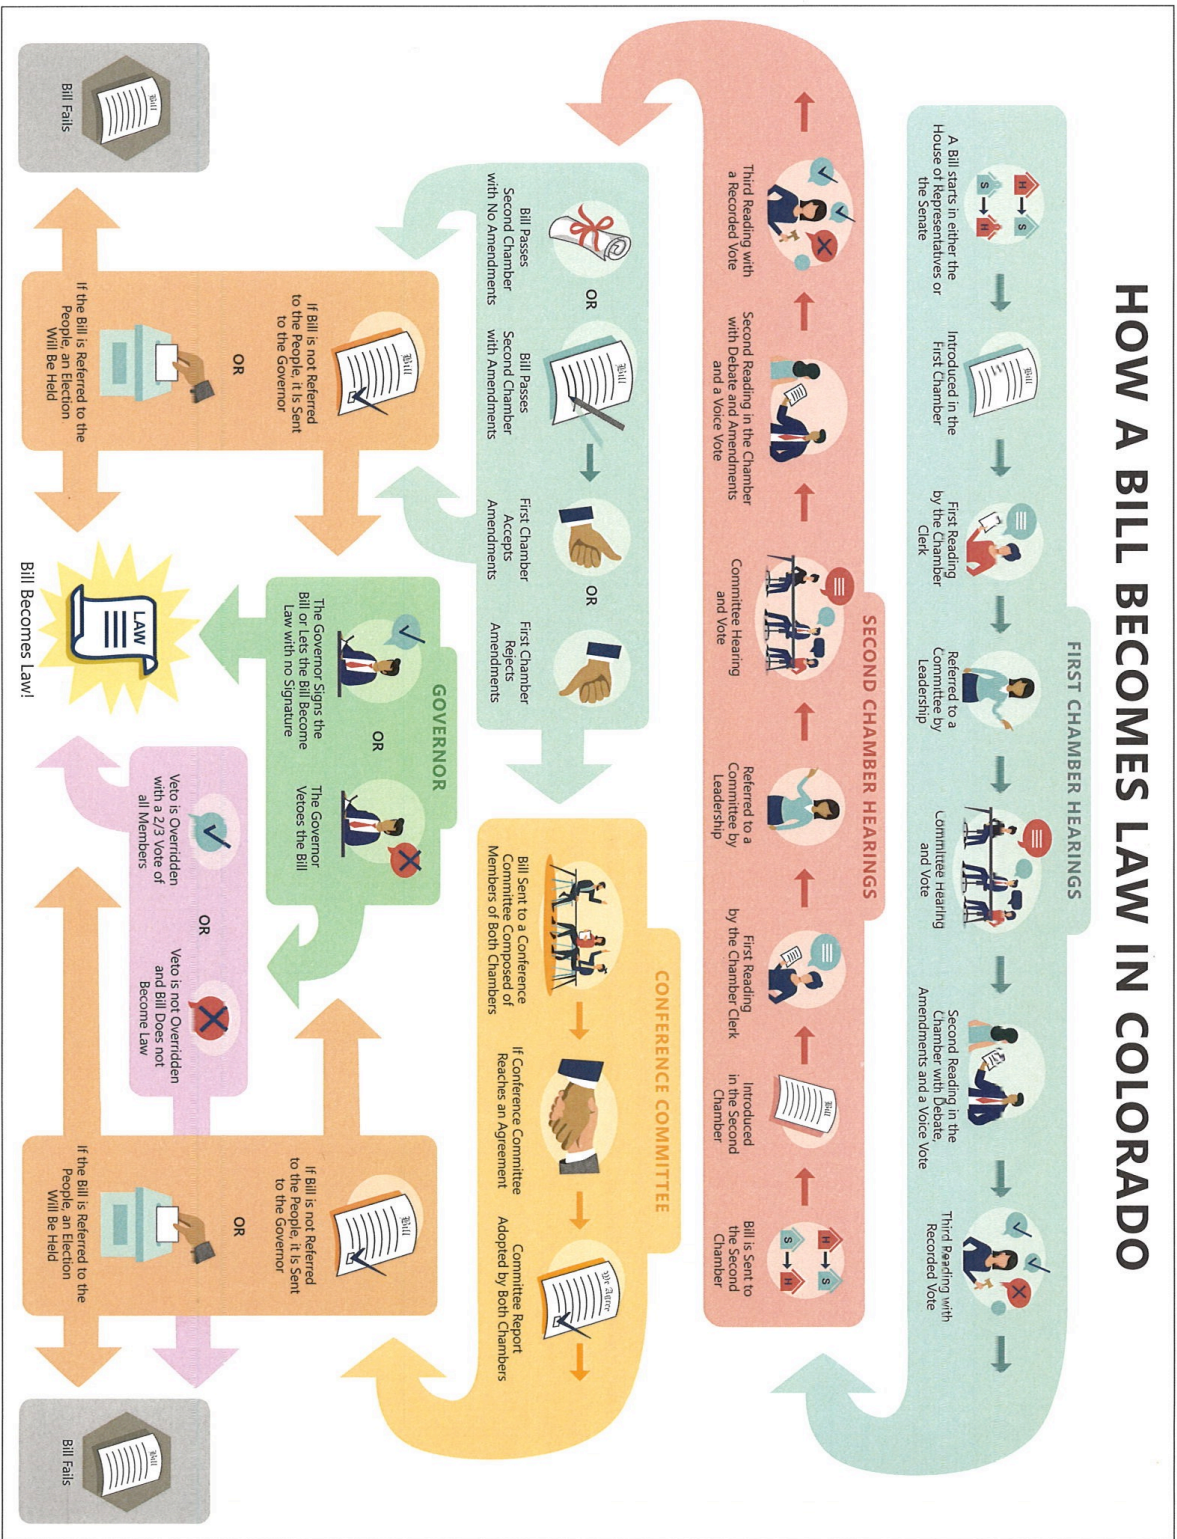 HOW A BILL BECOMES LAW IN COLORADO
FIRST CHAMBER HEARINGS
H S
S H
A Bill starts in either the
House of Representatives or
the Senate
Bill
Introduced in the
First Chamber
First Reading
by the Chamber
Clerk
Referred to a
Committee by
Leadership
Committee Hearing
and Vote
Second Reading in the
Chamber with Debate,
Amendments and a Voice Vote
Third Reading with
Recorded Vote
SECOND CHAMBER HEARINGS
Third Reading with
a Recorded Vote
Second Reading in the Chamber
with Debate and Amendments
and a Voice Vote
Committee Hearing
and Vote
Referred to a
Committee by
Leadership
First Reading
by the Chamber Clerk
Bill
Introduced
in the Second
Chamber
H S
S H
Bill is Sent to
the Second
Chamber
Bill Passes
Second Chamber
with No Amendments
OR
Bill
Bill Passes
Second Chamber
with Amendments
First Chamber
Accepts
Amendments
OR
First Chamber
Rejects
Amendments
CONFERENCE COMMITTEE
Bill Sent to a Conference
Committee Composed of
Members of Both Chambers
If Conference Committee
Reaches an Agreement
We Agree
Committee Report
Adopted by Both Chambers
Bill
If Bill is not Referred
to the People, it Is Sent
to the Governor
OR
If the Bill is Referred to the
People, an Election
Will Be Held
GOVERNOR
The Governor Signs the
Bill or Lets the Bill Become
Law with no Signature
OR
The Governor
Vetoes the Bill
Bill
If Bill is not Referred
to the People, it Is Sent
to the Governor
OR
If the Bill is Referred to the
People, an Election
Will Be Held
Veto is Overridden
with a 2/3 Vote of
all Members
OR
Veto is not Overridden
and Bill Does not
Become Law
Bill
Bill Fails
LAW
Bill Becomes Law!
Bill
Bill Fails